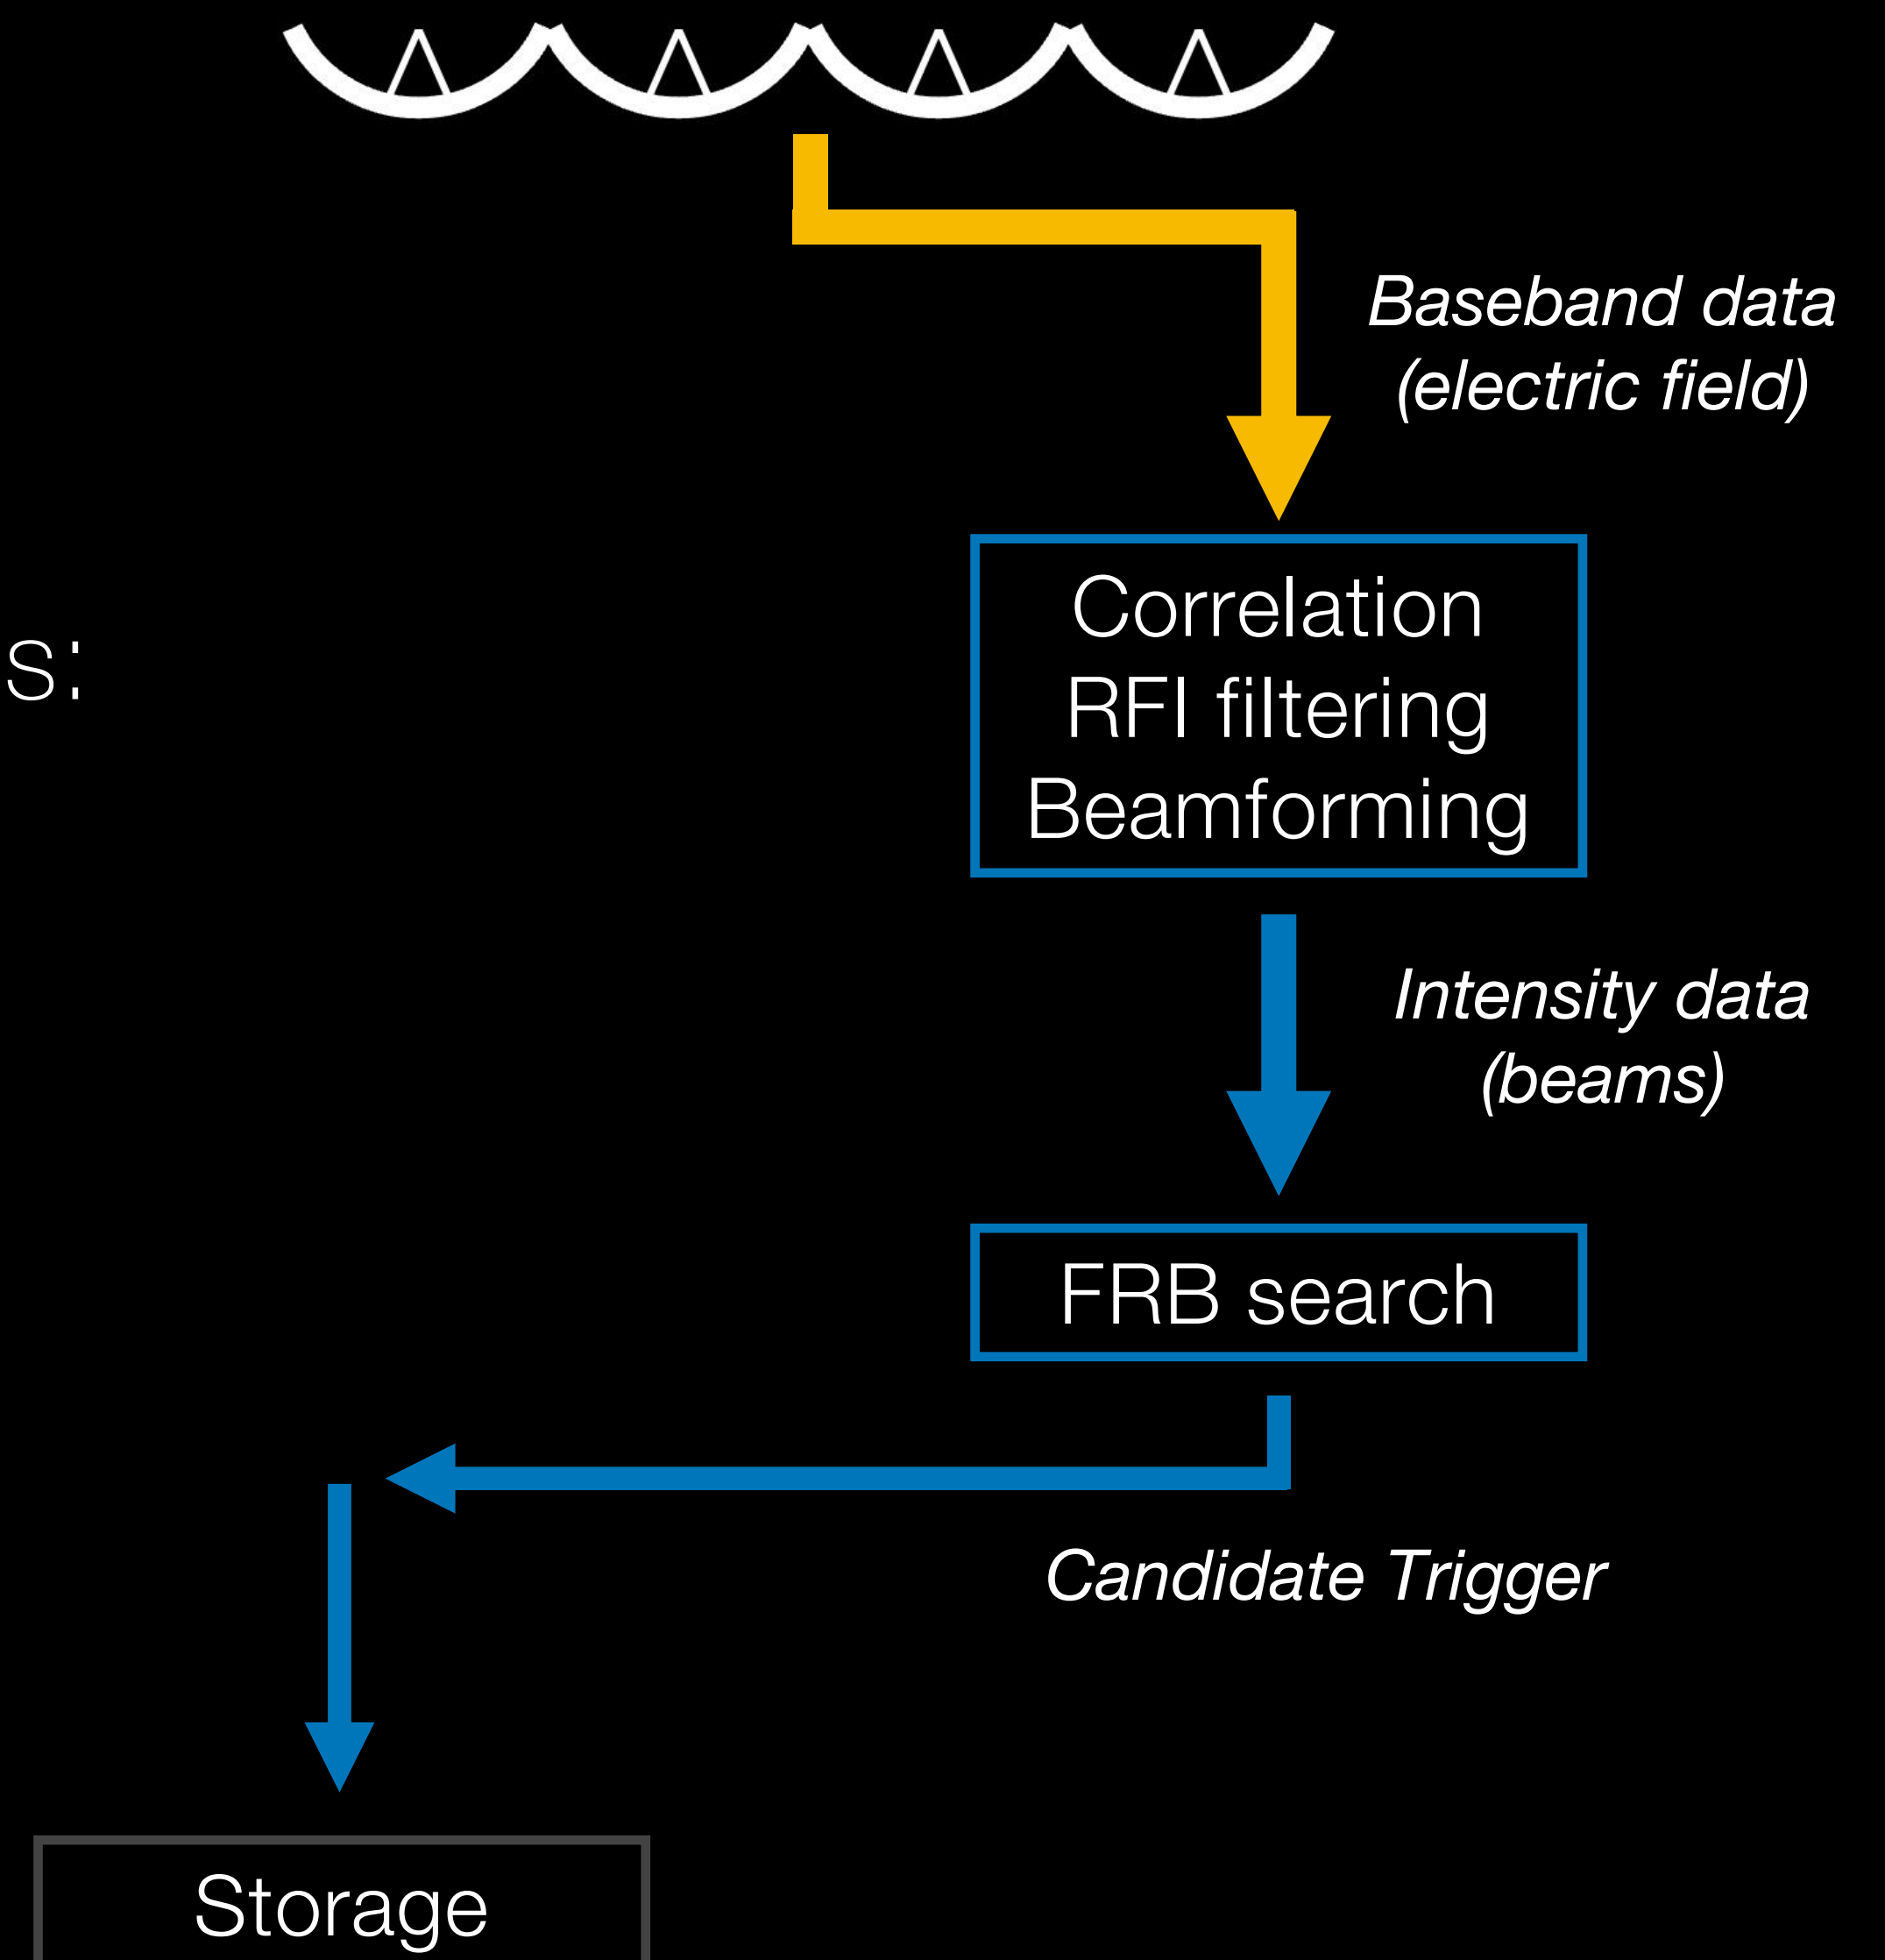 Baseband data
(electric field)
Correlation
S:
RFI filtering
Beamforming
Intensity data
(beams)
FRB search
Candidate Trigger
Storage